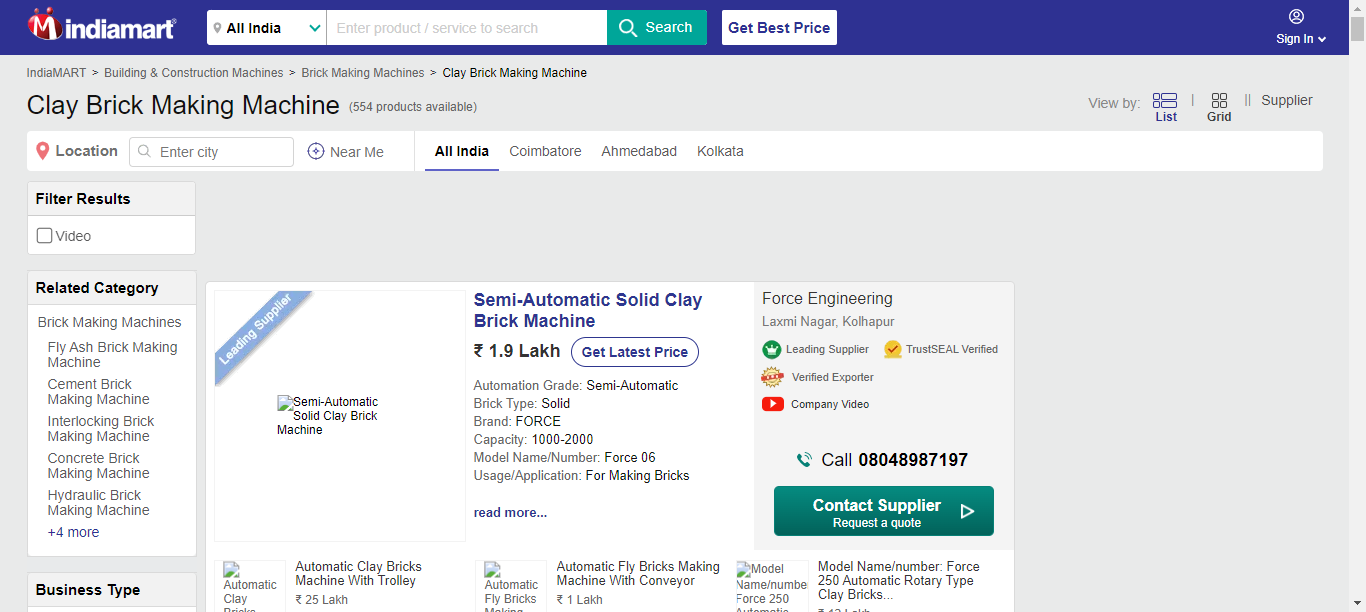 indiamart
All India
Enter product / service to search
Search
Get Best Price
Sign In
IndiaMART > Building & Construction Machines > Brick Making Machines > Clay Brick Making Machine
Clay Brick Making Machine (554 products available)
View by: List | Grid || Supplier
Location
Enter city
Near Me
All India
Coimbatore
Ahmedabad
Kolkata
Filter Results
Video
Related Category
Brick Making Machines
Fly Ash Brick Making
Machine
Cement Brick
Making Machine
Interlocking Brick
Making Machine
Concrete Brick
Making Machine
Hydraulic Brick
Making Machine
+4 more
Business Type
Leading Supplier
Semi-Automatic
Solid Clay Brick
Machine
Semi-Automatic Solid Clay
Brick Machine
₹ 1.9 Lakh
Get Latest Price
Automation Grade: Semi-Automatic
Brick Type: Solid
Brand: FORCE
Capacity: 1000-2000
Model Name/Number: Force 06
Usage/Application: For Making Bricks
read more...
Force Engineering
Laxmi Nagar, Kolhapur
Leading Supplier
TrustSEAL Verified
Verified Exporter
Company Video
Call 08048987197
Contact Supplier
Request a quote
Automatic
Clay
Bricks
Automatic Clay Bricks
Machine With Trolley
₹ 25 Lakh
Automatic
Fly Bricks
Making
Automatic Fly Bricks Making
Machine With Conveyor
₹ 1 Lakh
Model
Name/numbe
Force 250
Automatic
Model Name/number: Force
250 Automatic Rotary Type
Clay Bricks...